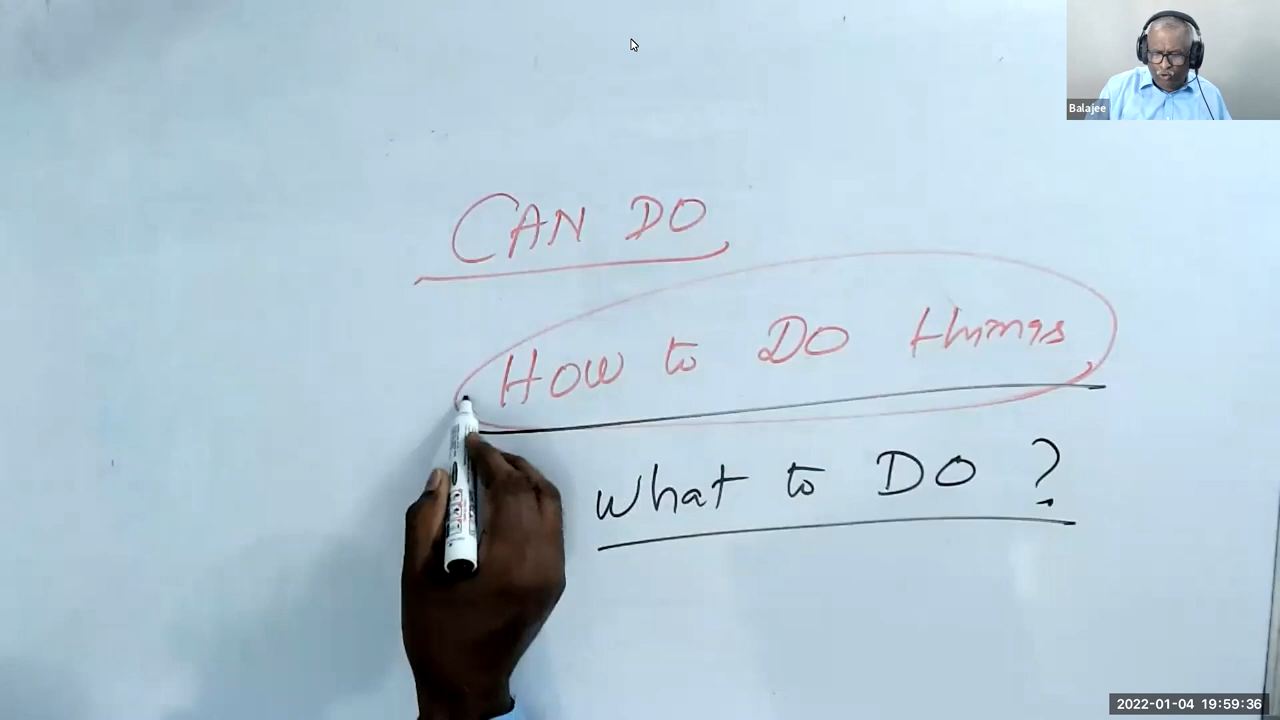 Balajee
CAN DO
How to DO things
What to DO ?
2022-01-04 19:59:36